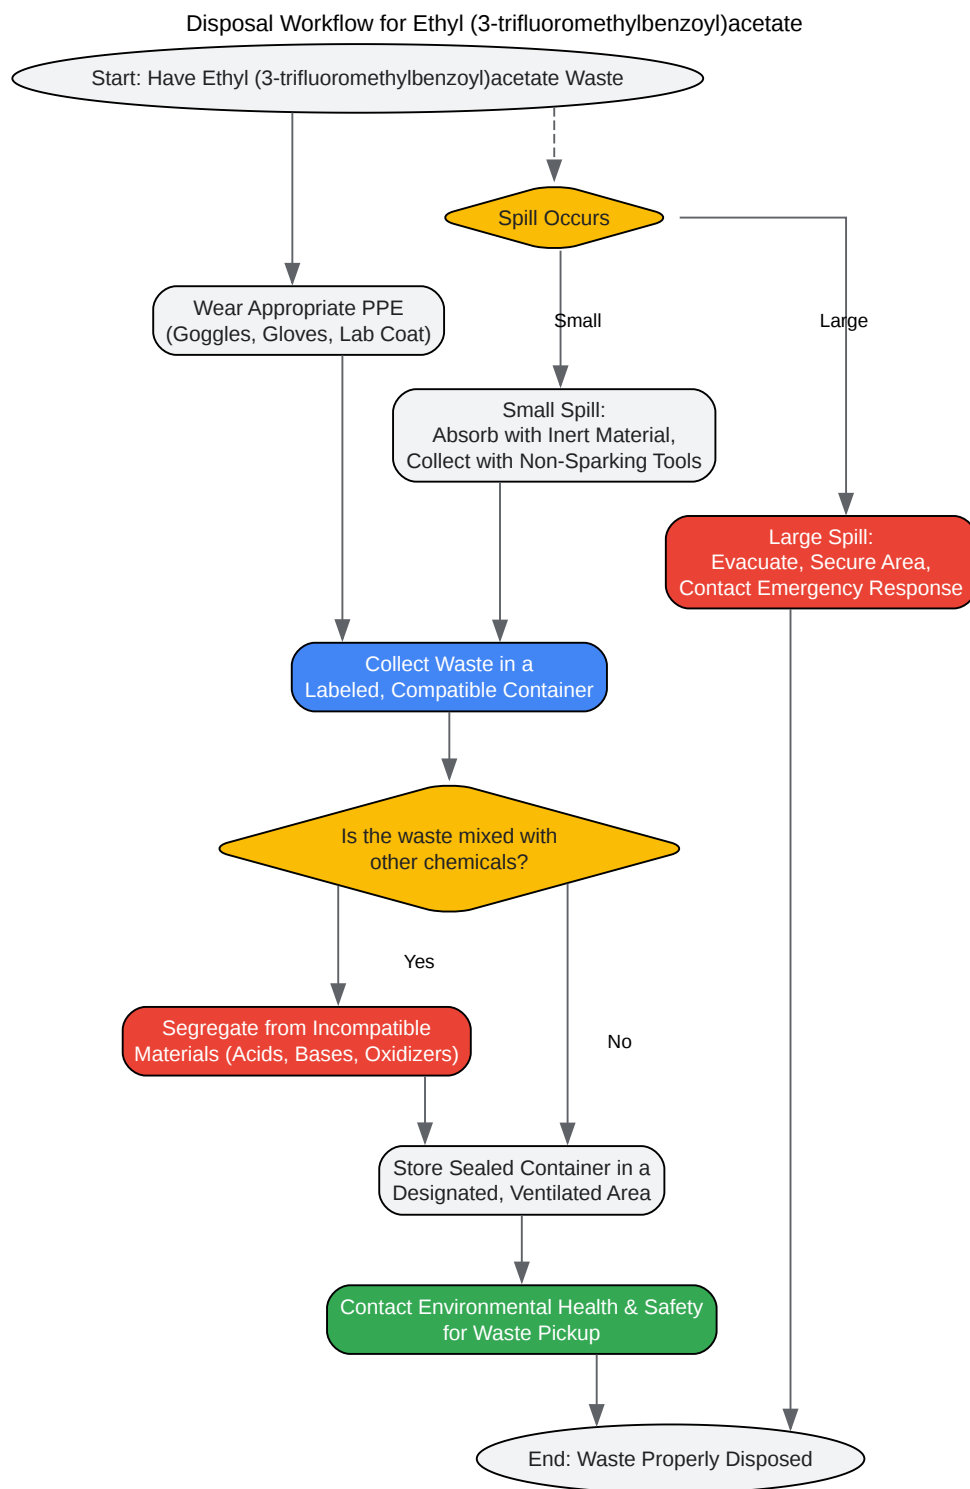 Disposal Workflow for Ethyl (3-trifluoromethylbenzoyl)acetate
Start: Have Ethyl (3-trifluoromethylbenzoyl)acetate Waste
Spill Occurs
Wear Appropriate PPE
(Goggles, Gloves, Lab Coat)
Small
Large
Small Spill:
Absorb with Inert Material,
Collect with Non-Sparking Tools
Large Spill:
Evacuate, Secure Area,
Contact Emergency Response
Collect Waste in a
Labeled, Compatible Container
Is the waste mixed with
other chemicals?
Yes
Segregate from Incompatible
Materials (Acids, Bases, Oxidizers)
No
Store Sealed Container in a
Designated, Ventilated Area
Contact Environmental Health & Safety
for Waste Pickup
End: Waste Properly Disposed